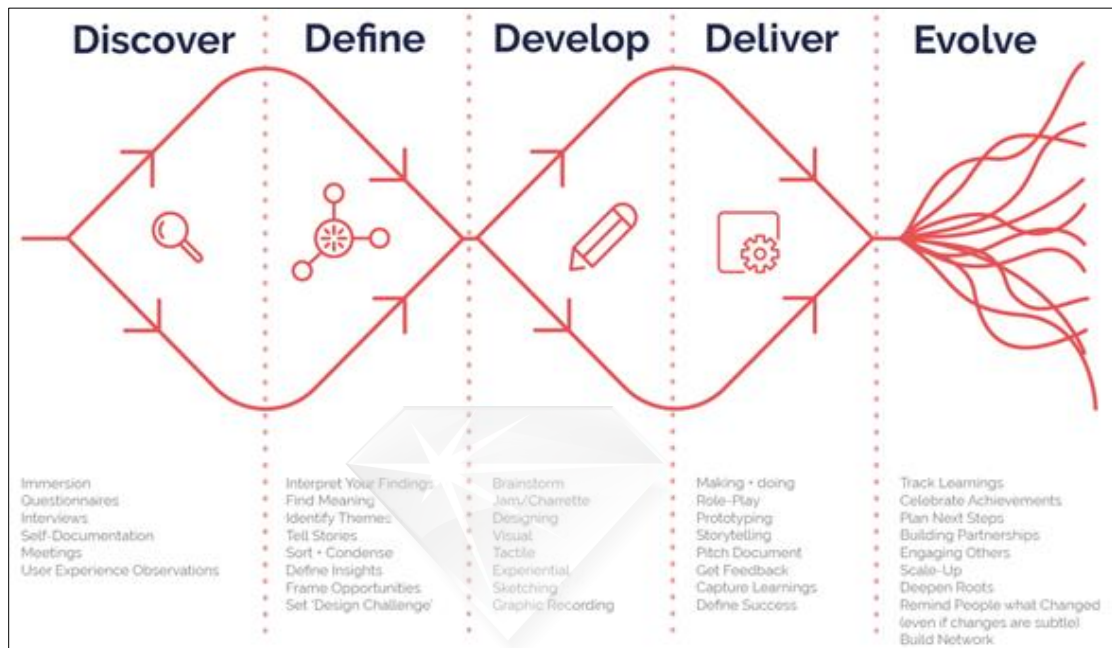 Discover
Define
Develop
Deliver
Evolve
Immersion
Questionnaires
Interviews
Self-Documentation
Meetings
User Experience Observations
Interpret Your Findings
Find Meaning
Identify Themes
Tell Stories
Sort + Condense
Define Insights
Frame Opportunities
Set 'Design Challenge'
Brainstorm
Jam/Charrette
Designing
Visual
Tactile
Experiential
Sketching
Graphic Recording
Making + doing
Role-Play
Prototyping
Storytelling
Pitch Document
Get Feedback
Capture Learnings
Define Success
Track Learnings
Celebrate Achievements
Plan Next Steps
Building Partnerships
Engaging Others
Scale-Up
Deepen Roots
Remind People what Changed
(even if changes are subtle)
Build Network